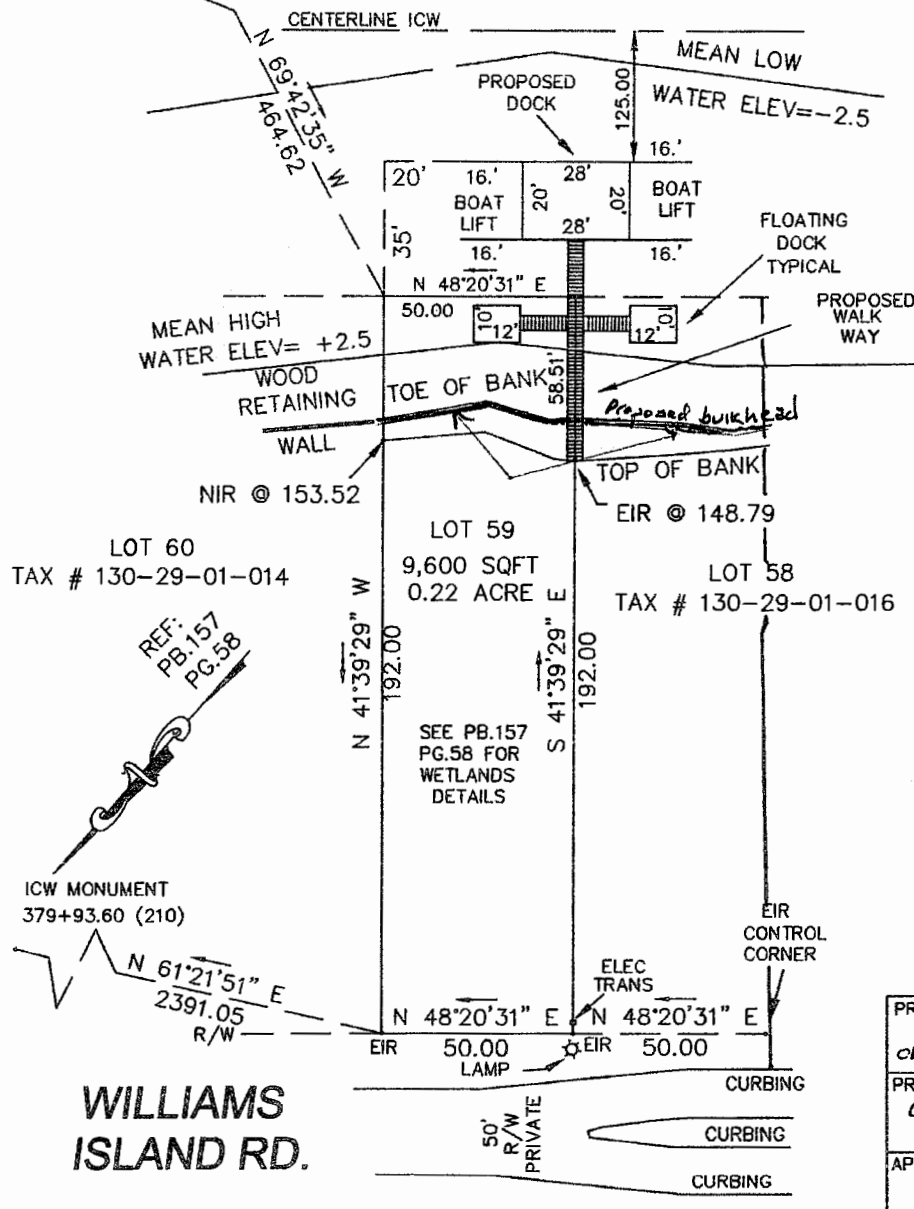 CENTERLINE ICW
N 69°42'35" W
464.62
MEAN LOW
WATER ELEV=-2.5
125.00
PROPOSED
DOCK
20'
16.'
28'
16.'
BOAT
LIFT
20'
20'
BOAT
LIFT
35'
16.'
28'
16.'
FLOATING
DOCK
TYPICAL
N 48°20'31" E
50.00
10'
12'
12'
10'
PROPOSED
WALK
WAY
MEAN HIGH
WATER ELEV= +2.5
58.51'
WOOD
RETAINING
WALL
TOE OF BANK
Proposed bulkhead
TOP OF BANK
NIR @ 153.52
EIR @ 148.79
LOT 60
TAX # 130-29-01-014
LOT 59
9,600 SQFT
0.22 ACRE
LOT 58
TAX # 130-29-01-016
REF:
PB.157
PG.58
N 41°39'29" W
192.00
S 41°39'29" E
192.00
SEE PB.157
PG.58 FOR
WETLANDS
DETAILS
ICW MONUMENT
379+93.60 (210)
N 61°21'51" E
2391.05
R/W
EIR
CONTROL
CORNER
ELEC
TRANS
N 48°20'31" E
N 48°20'31" E
EIR
50.00
EIR
50.00
LAMP
WILLIAMS
ISLAND RD.
50'
R/W
PRIVATE
CURBING
CURBING
CURBING
PR
PR
AP